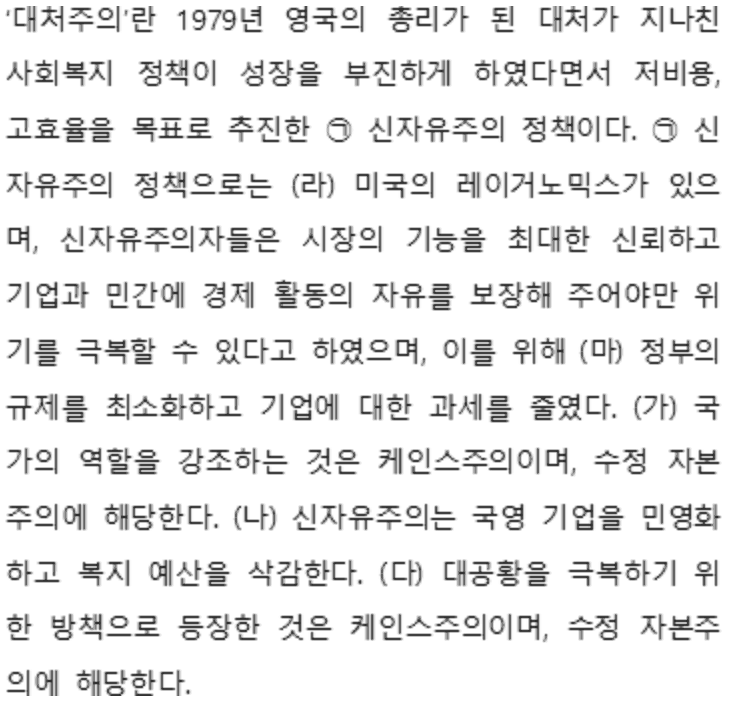 ‘대처주의’란 1979년 영국의 총리가 된 대처가 지나친
사회복지 정책이 성장을 부진하게 하였다면서 저비용,
고효율을 목표로 추진한 ㉠ 신자유주의 정책이다. ㉠ 신
자유주의 정책으로는 (라) 미국의 레이거노믹스가 있으
며, 신자유주의자들은 시장의 기능을 최대한 신뢰하고
기업과 민간에 경제 활동의 자유를 보장해 주어야만 위
기를 극복할 수 있다고 하였으며, 이를 위해 (마) 정부의
규제를 최소화하고 기업에 대한 과세를 줄였다. (가) 국
가의 역할을 강조하는 것은 케인스주의이며, 수정 자본
주의에 해당한다. (나) 신자유주의는 국영 기업을 민영화
하고 복지 예산을 삭감한다. (다) 대공황을 극복하기 위
한 방책으로 등장한 것은 케인스주의이며, 수정 자본주
의에 해당한다.